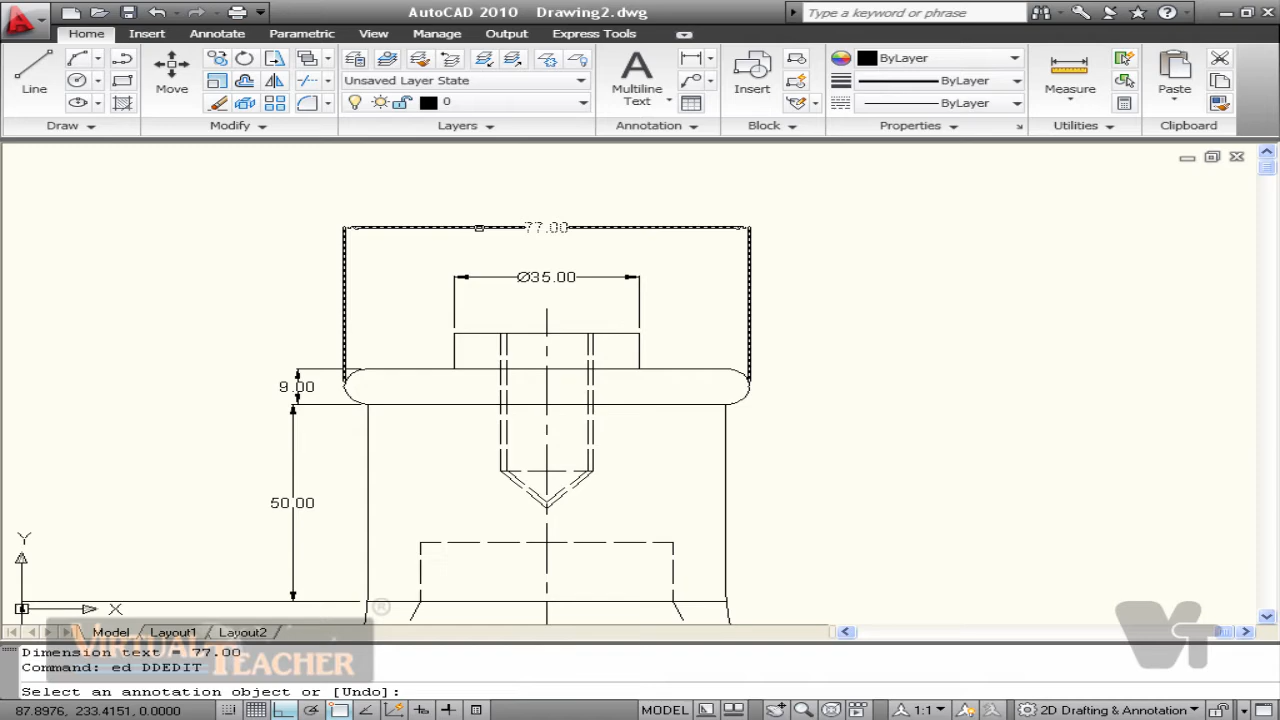 AutoCAD 2010 Drawing2.dwg
Type a keyword or phrase
Home Insert Annotate Parametric View Manage Output Express Tools
Line
Move
Unsaved Layer State
0
Multiline
Text
Insert
ByLayer
ByLayer
ByLayer
Measure
Paste
Draw Modify Layers Annotation Block Properties Utilities Clipboard
77.00
Ø35.00
9.00
50.00
Y
X
Model Layout1 Layout2
VIRTUAL
TEACHER
®
VT
Dimension text 77.00
Command: ed DDEDIT
Select an annotation object or [Undo]:
87.8976, 233.4151, 0.0000
MODEL
1:1
2D Drafting & Annotation